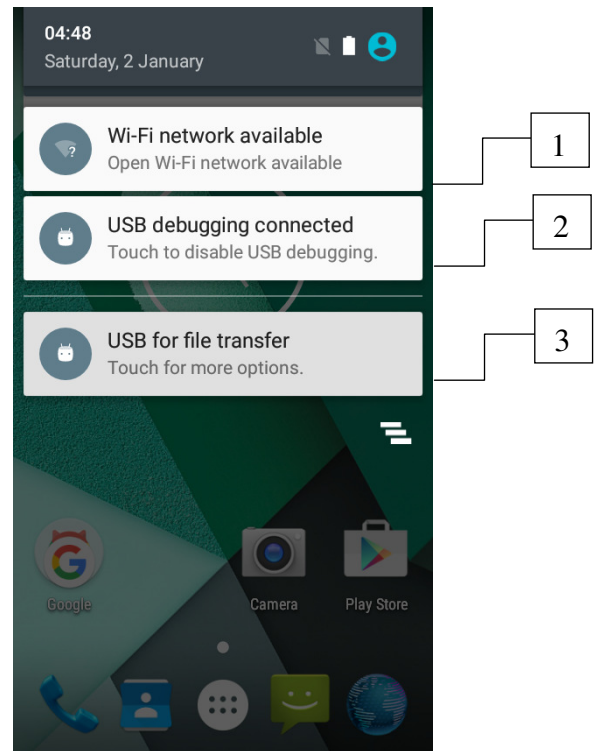 04:48
Saturday, 2 January
Wi-Fi network available
Open Wi-Fi network available
1
USB debugging connected
Touch to disable USB debugging.
2
USB for file transfer
Touch for more options.
3
Google
Camera
Play Store